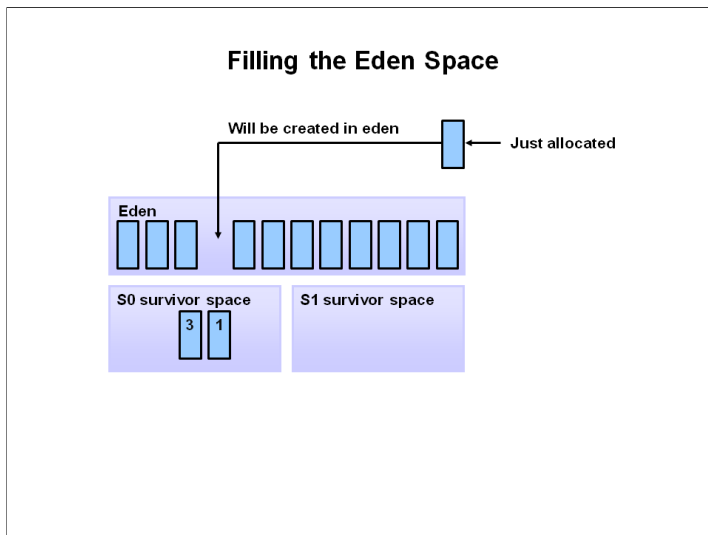 Filling the Eden Space
Will be created in eden
Just allocated
Eden
S0 survivor space
S1 survivor space
3 1